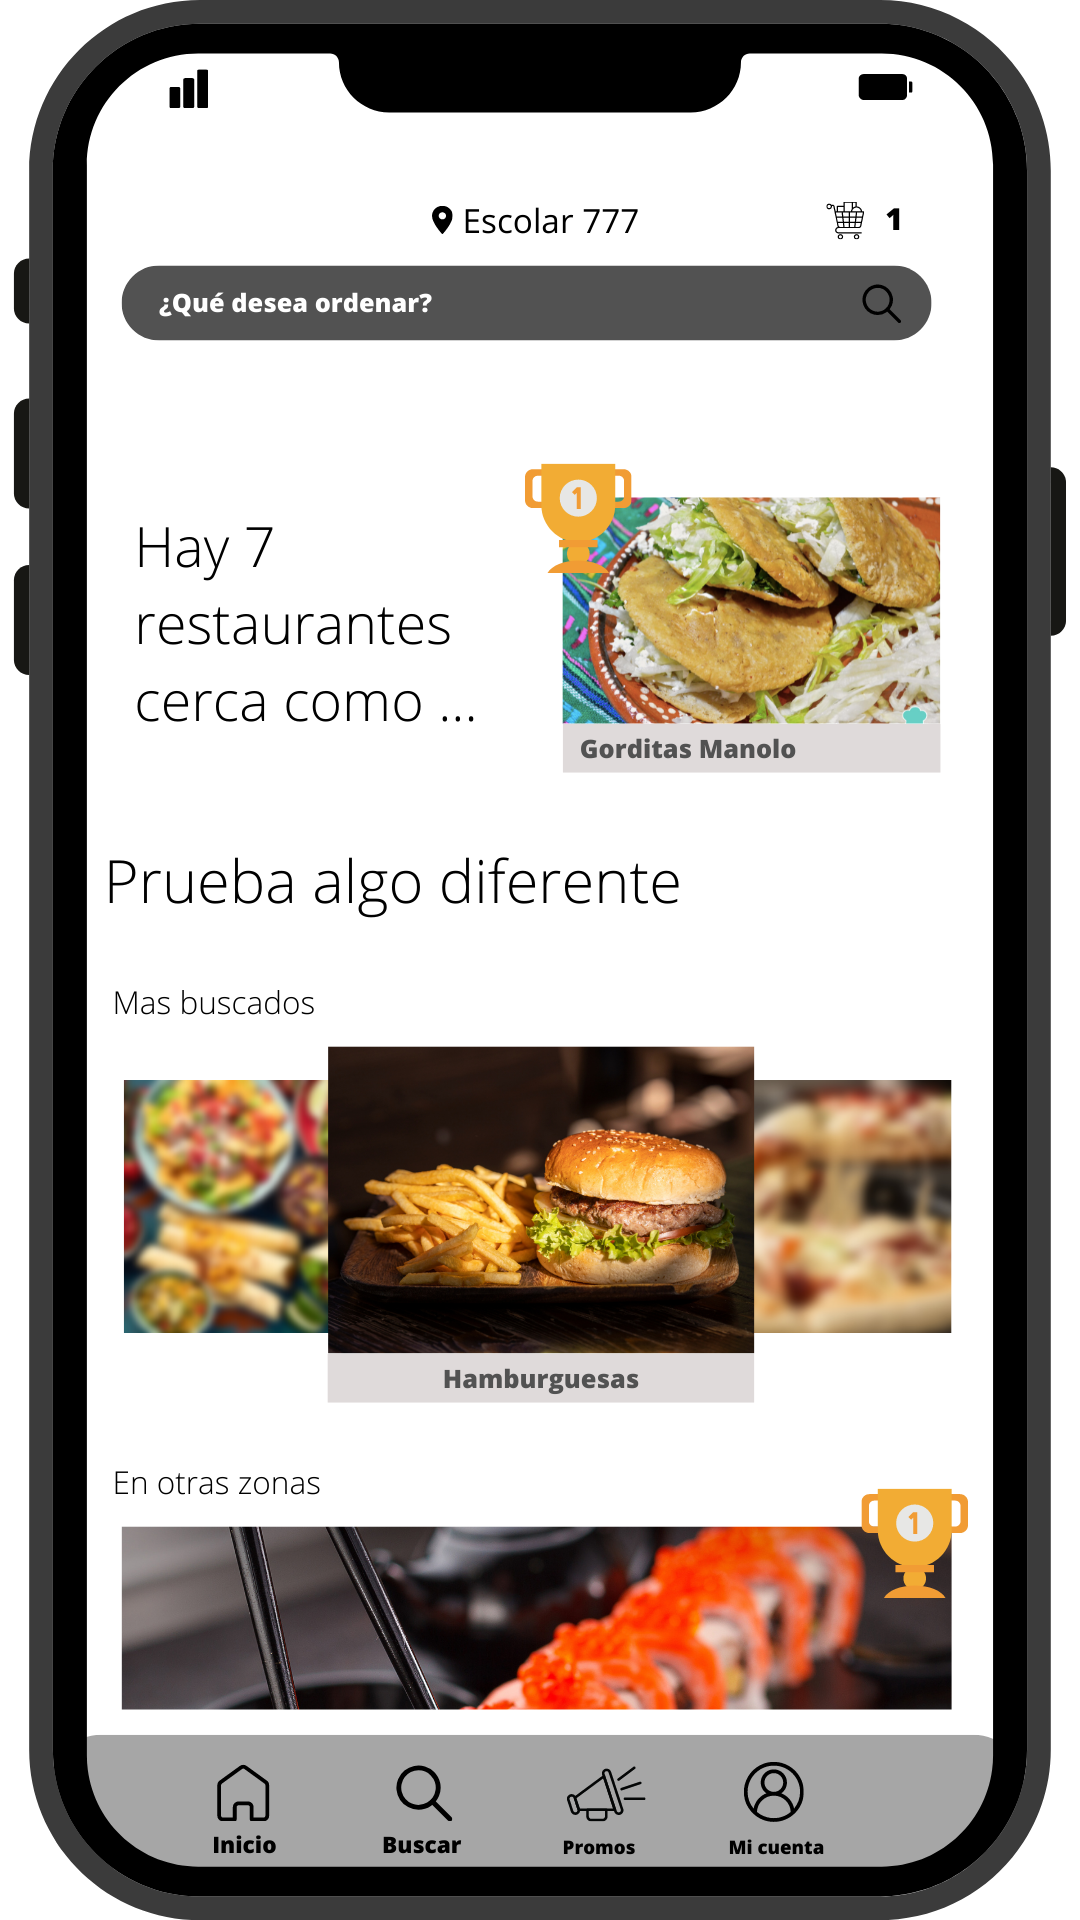 Escolar 777
1
¿Qué desea ordenar?
1
Hay 7
restaurantes
cerca como ...
Gorditas Manolo
Prueba algo diferente
Mas buscados
Hamburguesas
En otras zonas
1
Inicio
Buscar
Promos
Mi cuenta